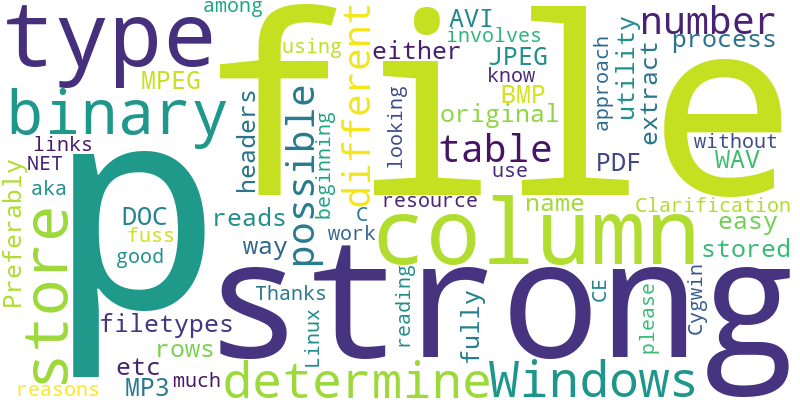 among
type
file
different
AVI
number
involves
using
either
JPEG
process
MPEG
know
utility
extract
binary
headers
possible
beginning
looking
BMP
approach
original
links
table
without
NET
PDF
WAV
use
aka
resource
name
Clarification
Preferably
store
p
DOC
reads
column
easy
fuss
C
work
way
stored
good
strong
Thanks
Linux
reading
fully
CE
please
Cygwin
filetypes
rows
etc
MP3
much
determine
Windows
reasons